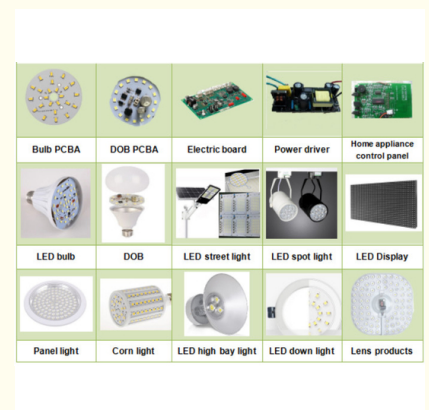 Bulb PCBA
DOB PCBA
Electric board
Power driver
Home appliance
control panel
LED bulb
DOB
LED street light
LED spot light
LED Display
Panel light
Corn light
LED high bay light
LED down light
Lens products